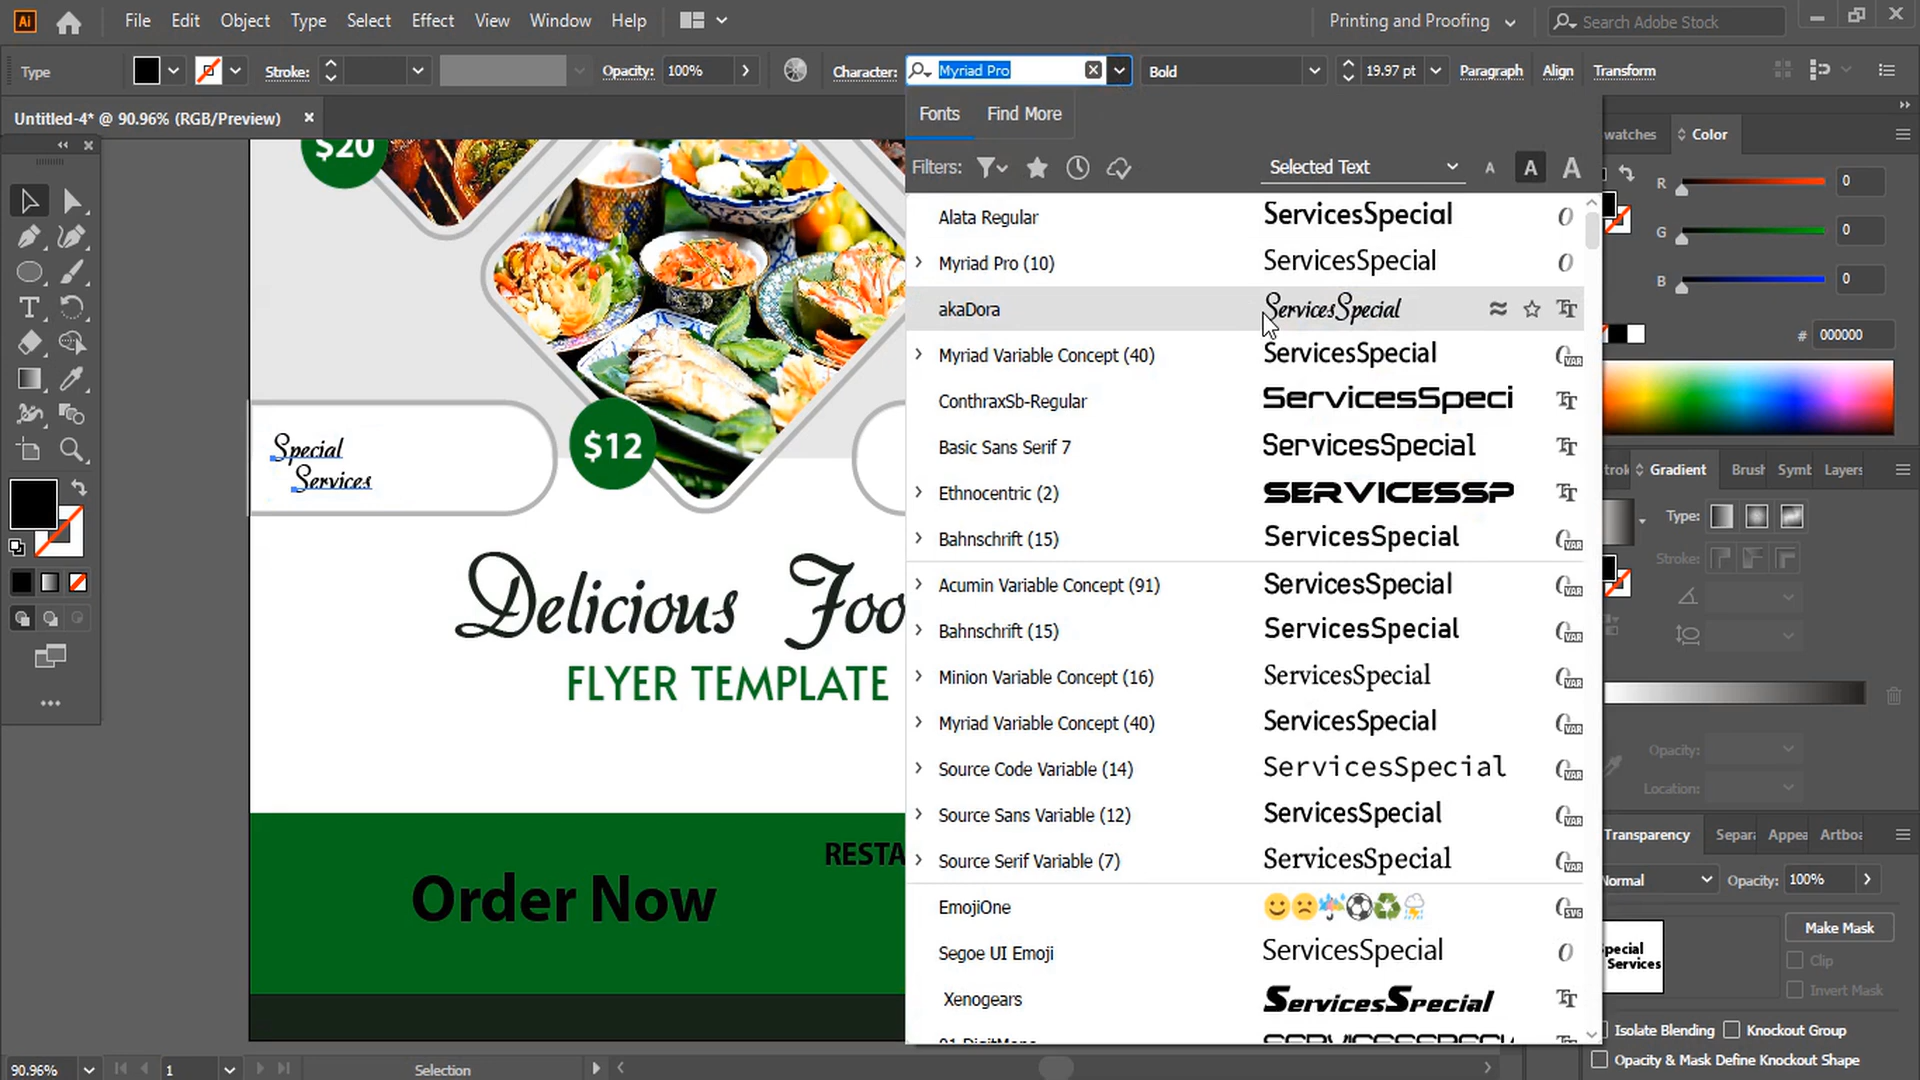 Ai File Edit Object Type Select Effect View Window Help Printing and Proofing Search Adobe Stock
Type Stroke: Opacity: 100% Character: Myriad Pro Bold 19.97 pt Paragraph Align Transform
Untitled-4* @ 90.96% (RGB/Preview)
Fonts Find More
Filters: Selected Text A A A
Alata Regular ServicesSpecial
Myriad Pro (10) ServicesSpecial
akaDora ServicesSpecial
Myriad Variable Concept (40) ServicesSpecial
ConthraxSb-Regular ServicesSpeci
Basic Sans Serif 7 ServicesSpecial
Ethnocentric (2) SERVICESSP
Bahnschrift (15) ServicesSpecial
Acumin Variable Concept (91) ServicesSpecial
Bahnschrift (15) ServicesSpecial
Minion Variable Concept (16) ServicesSpecial
Myriad Variable Concept (40) ServicesSpecial
Source Code Variable (14) ServicesSpecial
Source Sans Variable (12) ServicesSpecial
Source Serif Variable (7) ServicesSpecial
EmojiOne
Segoe UI Emoji ServicesSpecial
Xenogears ServicesSpecial
$20
$12
Special
Services
Delicious Foo
FLYER TEMPLATE
RESTA
Order Now
watches Color
R 0
G 0
B 0
# 000000
Gradient Brush Symb Layers
Type:
Stroke:
Opacity:
Location:
Transparency Separa Appea Artboa
Normal Opacity: 100%
Special
Services
Make Mask
Clip
Invert Mask
Isolate Blending Knockout Group
Opacity & Mask Define Knockout Shape
90.96% 1 Selection